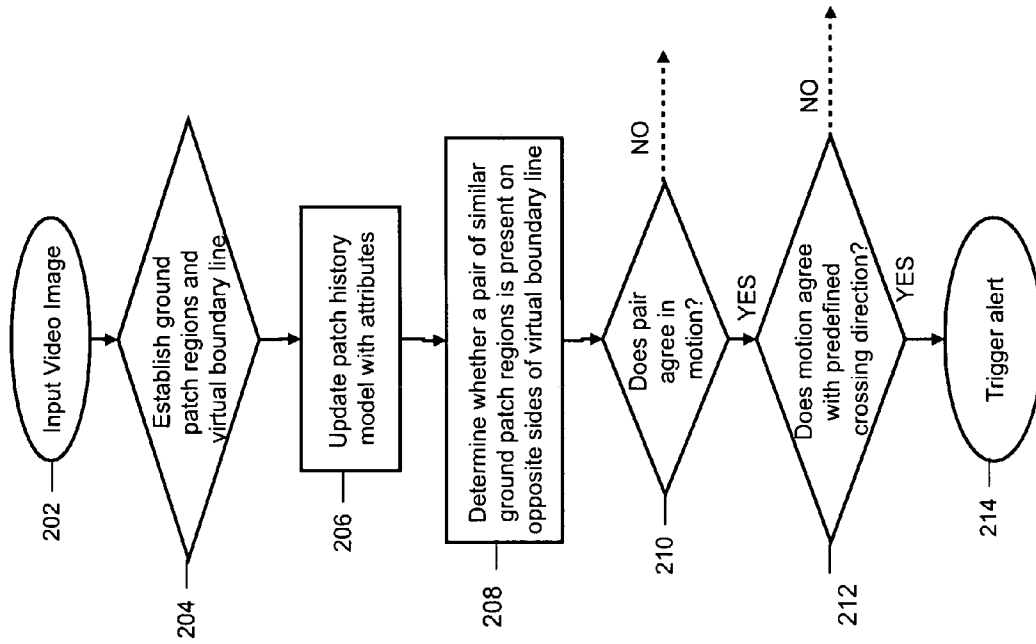 Input Video Image
202
Establish ground
patch regions and
virtual boundary line
204
Update patch history
model with attributes
206
Determine whether a pair of similar
ground patch regions is present on
opposite sides of virtual boundary line
208
Does pair
agree in
motion?
NO
210
YES
Does motion agree
with predefined
crossing direction?
NO
212
YES
Trigger alert
214